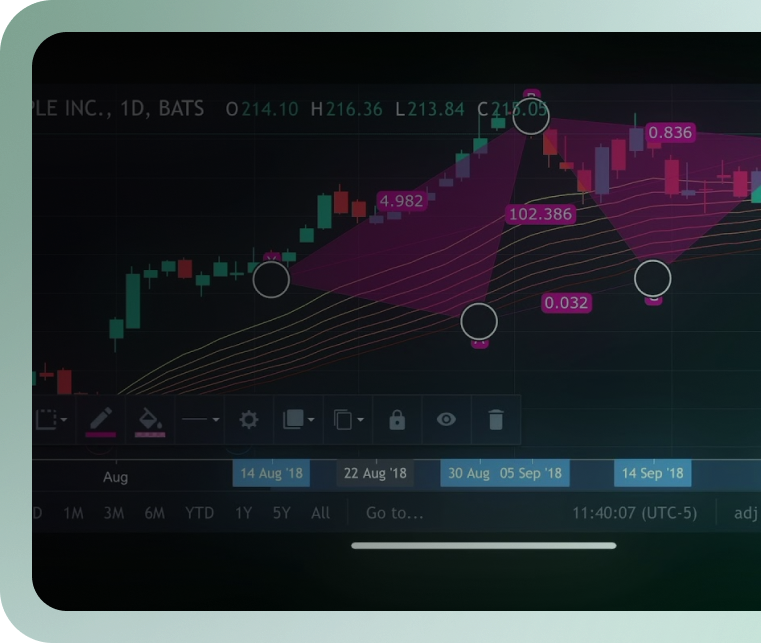 PLE INC., 1D, BATS O214.10 H216.36 L213.84 C215.05
0.836
4.982
102.386
0.032
Aug
14 Aug '18
22 Aug '18
30 Aug '18
05 Sep '18
14 Sep '18
D 1M 3M 6M YTD 1Y 5Y All Go to... 11:40:07 (UTC-5) adj